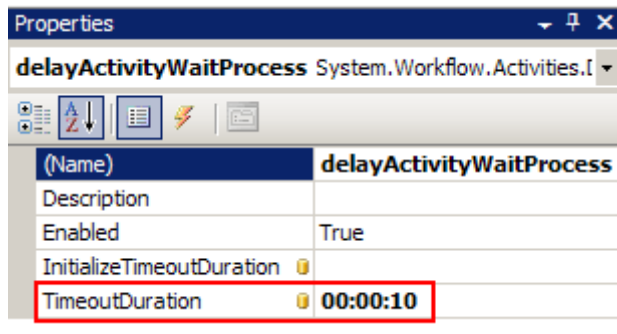 Properties
delayActivityWaitProcess System.Workflow.Activities.[
(Name) delayActivityWaitProcess
Description
Enabled True
InitializeTimeoutDuration
TimeoutDuration 00:00:10